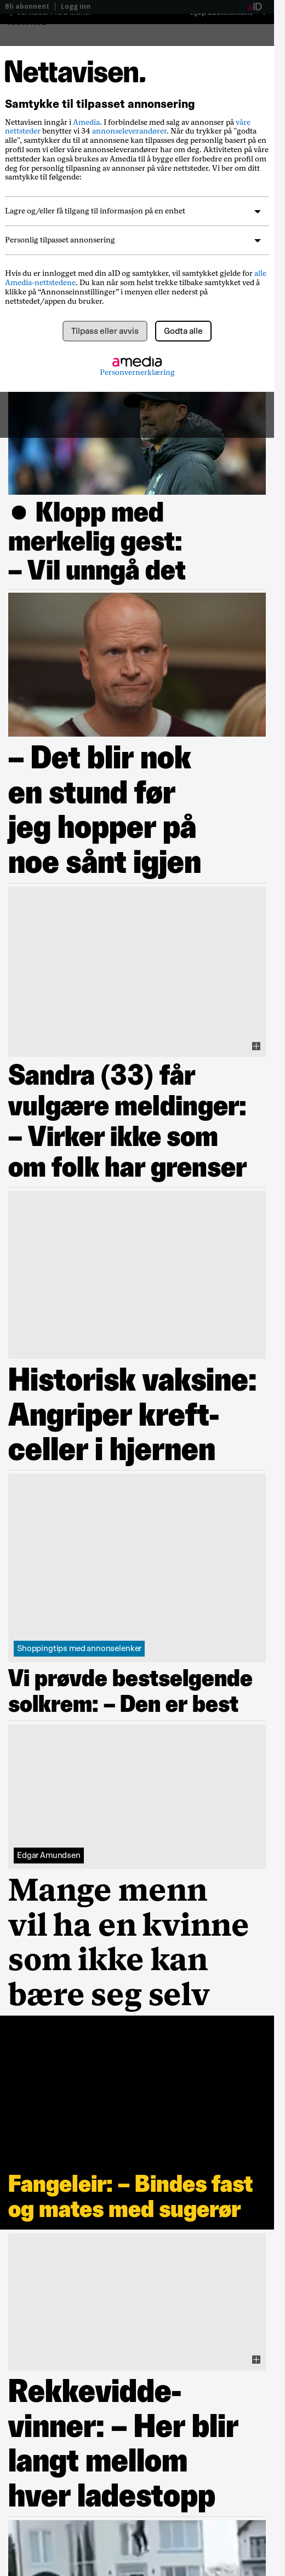 Bli abonnent | Logg inn
aID
Nettavisen.
Samtykke til tilpasset annonsering
Nettavisen inngår i Amedia. I forbindelse med salg av annonser på våre
nettsteder benytter vi 34 annonseleverandører. Når du trykker på "godta
alle", samtykker du til at annonsene kan tilpasses deg personlig basert på en
profil som vi eller våre annonseleverandører har om deg. Aktiviteten på våre
nettsteder kan også brukes av Amedia til å bygge eller forbedre en profil om
deg for personlig tilpasning av annonser på våre nettsteder. Vi ber om ditt
samtykke til følgende:
Lagre og/eller få tilgang til informasjon på en enhet
Personlig tilpasset annonsering
Hvis du er innlogget med din aID og samtykker, vil samtykket gjelde for alle
Amedia-nettstedene. Du kan når som helst trekke tilbake samtykket ved å
klikke på “Annonseinnstillinger” i menyen eller nederst på
nettstedet/appen du bruker.
Tilpass eller avvis
Godta alle
amedia
Personvernerklæring
● Klopp med
merkelig gest:
– Vil unngå det
– Det blir nok
en stund før
jeg hopper på
noe sånt igjen
Sandra (33) får
vulgære meldinger:
– Virker ikke som
om folk har grenser
Historisk vaksine:
Angriper kreft-
celler i hjernen
Shoppingtips med annonselenker
Vi prøvde bestselgende
solkrem: – Den er best
Edgar Amundsen
Mange menn
vil ha en kvinne
som ikke kan
bære seg selv
Fangeleir: – Bindes fast
og mates med sugerør
Rekkevidde-
vinner: – Her blir
langt mellom
hver ladestopp